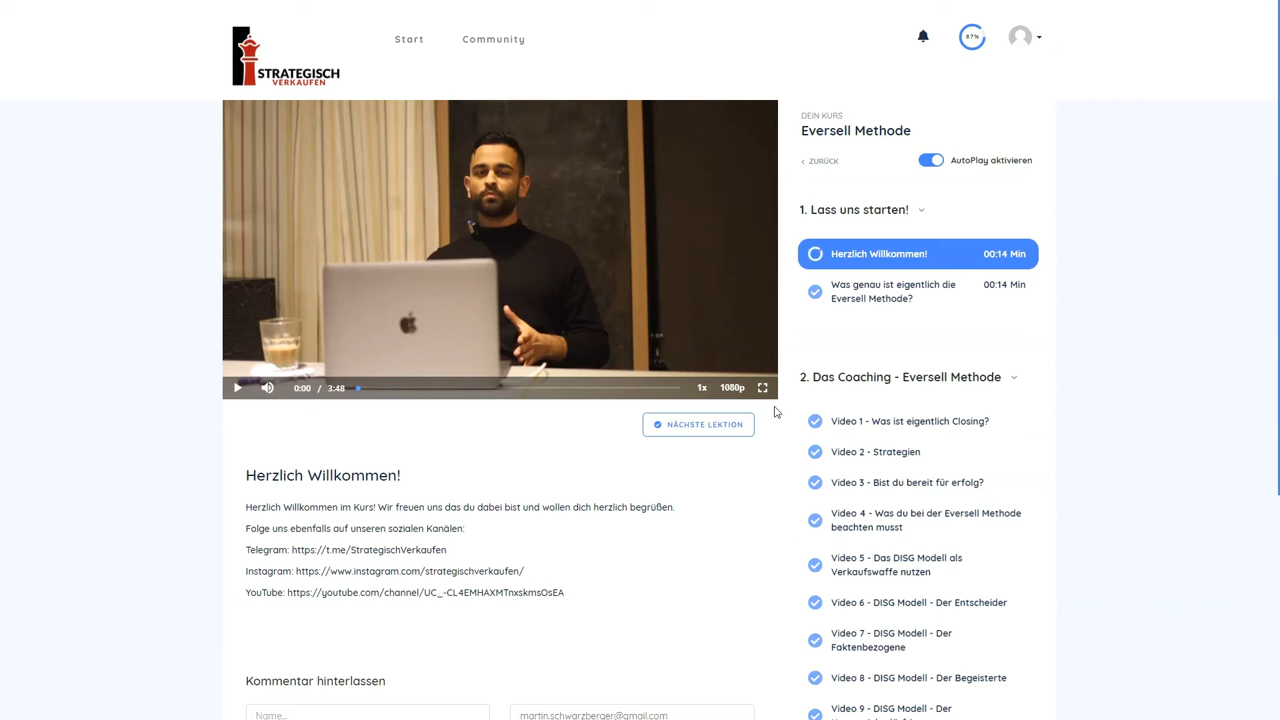 STRATEGISCH
VERKAUFEN
Start
Community
87%
DEIN KURS
Eversell Methode
ZURÜCK
AutoPlay aktivieren
1. Lass uns starten!
Herzlich Willkommen!
00:14 Min
Was genau ist eigentlich die
Eversell Methode?
00:14 Min
0:00 / 3:48
1x
1080p
NÄCHSTE LEKTION
Herzlich Willkommen!
Herzlich Willkommen im Kurs! Wir freuen uns das du dabei bist und wollen dich herzlich begrüßen.
Folge uns ebenfalls auf unseren sozialen Kanälen:
Telegram: https://t.me/StrategischVerkaufen
Instagram: https://www.instagram.com/strategischverkaufen/
YouTube: https://youtube.com/channel/UC_-CL4EMHAXMTnxskmsOsEA
Kommentar hinterlassen
Name...
martin.schwarzberger@gmail.com
2. Das Coaching - Eversell Methode
Video 1 - Was ist eigentlich Closing?
Video 2 - Strategien
Video 3 - Bist du bereit für erfolg?
Video 4 - Was du bei der Eversell Methode
beachten musst
Video 5 - Das DISG Modell als
Verkaufswaffe nutzen
Video 6 - DISG Modell - Der Entscheider
Video 7 - DISG Modell - Der
Faktenbezogene
Video 8 - DISG Modell - Der Begeisterte
Video 9 - DISG Modell - Der